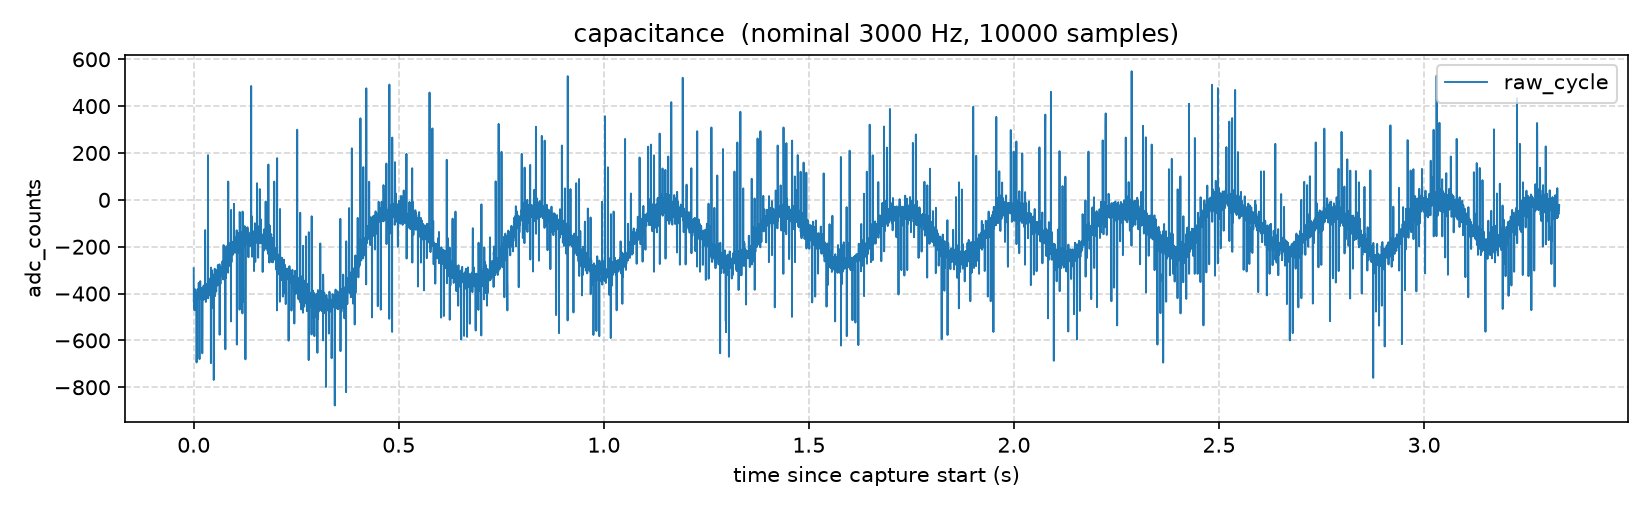 capacitance  (nominal 3000 Hz, 10000 samples)
600
400
200
0
−200
−400
−600
−800
adc_counts
raw_cycle
0.0 0.5 1.0 1.5 2.0 2.5 3.0
time since capture start (s)